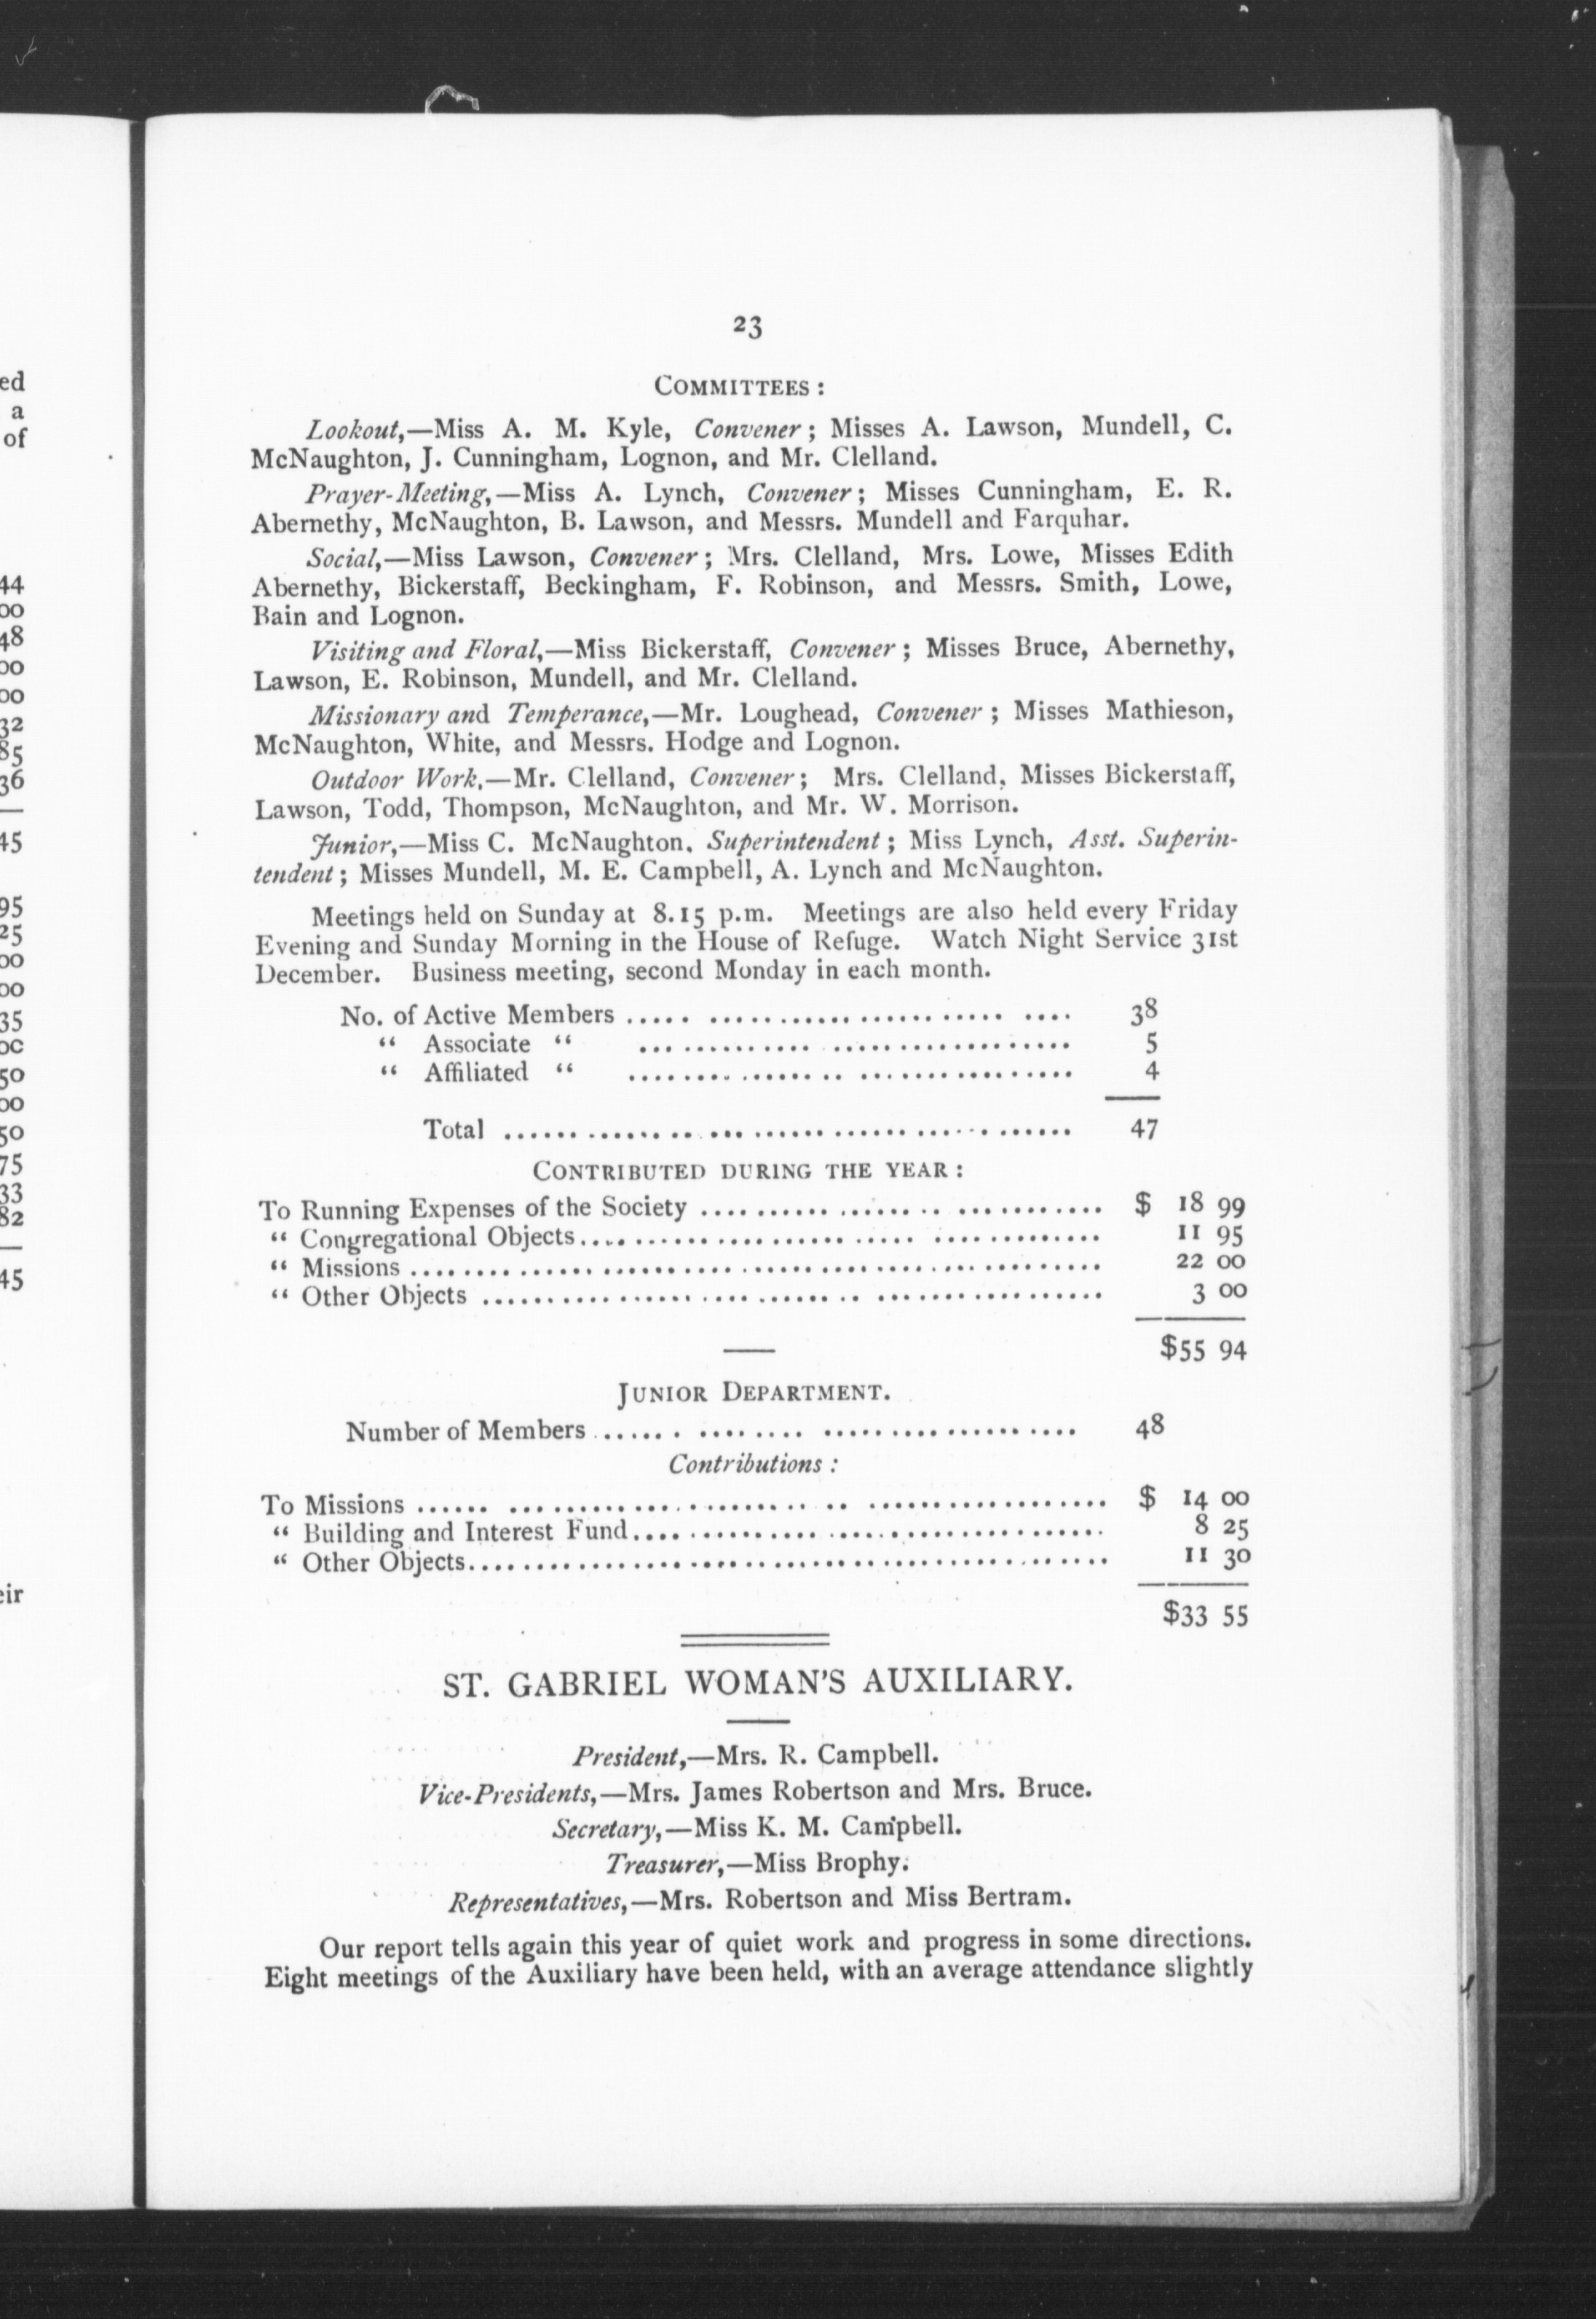 23
COMMITTEES :
Lookout,—Miss A. M. Kyle, Convener ; Misses A. Lawson, Mundell, C.
McNaughton, J. Cunningham, Lognon, and Mr. Clelland.
Prayer-Meeting,—Miss A. Lynch, Convener ; Misses Cunningham, E. R.
Abernethy, McNaughton, B. Lawson, and Messrs. Mundell and Farquhar.
Social,—Miss Lawson, Convener ; Mrs. Clelland, Mrs. Lowe, Misses Edith
Abernethy, Bickerstaff, Beckingham, F. Robinson, and Messrs. Smith, Lowe,
Bain and Lognon.
Visiting and Floral,—Miss Bickerstaff, Convener ; Misses Bruce, Abernethy,
Lawson, E. Robinson, Mundell, and Mr. Clelland.
Missionary and Temperance,—Mr. Loughead, Convener ; Misses Mathieson,
McNaughton, White, and Messrs. Hodge and Lognon.
Outdoor Work,—Mr. Clelland, Convener ; Mrs. Clelland, Misses Bickerstaff,
Lawson, Todd, Thompson, McNaughton, and Mr. W. Morrison.
Junior,—Miss C. McNaughton, Superintendent ; Miss Lynch, Asst. Superin-
tendent ; Misses Mundell, M. E. Campbell, A. Lynch and McNaughton.
Meetings held on Sunday at 8.15 p.m. Meetings are also held every Friday
Evening and Sunday Morning in the House of Refuge. Watch Night Service 31st
December. Business meeting, second Monday in each month.
No. of Active Members .......... 38
“ Associate “ .......... 5
“ Affiliated “ .......... 4
Total .......... 47
CONTRIBUTED DURING THE YEAR :
To Running Expenses of the Society .......... $ 18 99
“ Congregational Objects .......... 11 95
“ Missions .......... 22 00
“ Other Objects .......... 3 00
$55 94
JUNIOR DEPARTMENT.
Number of Members .......... 48
Contributions :
To Missions .......... $ 14 00
“ Building and Interest Fund .......... 8 25
“ Other Objects .......... 11 30
$33 55
ST. GABRIEL WOMAN'S AUXILIARY.
President,—Mrs. R. Campbell.
Vice-Presidents,—Mrs. James Robertson and Mrs. Bruce.
Secretary,—Miss K. M. Campbell.
Treasurer,—Miss Brophy.
Representatives,—Mrs. Robertson and Miss Bertram.
Our report tells again this year of quiet work and progress in some directions.
Eight meetings of the Auxiliary have been held, with an average attendance slightly